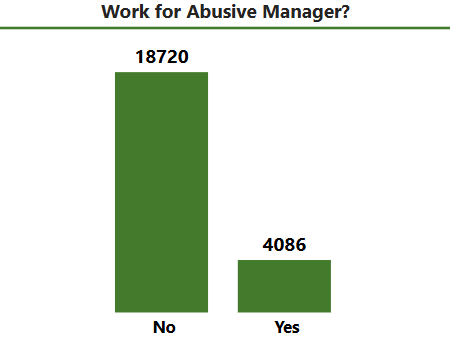 Work for Abusive Manager?
18720
4086
No Yes